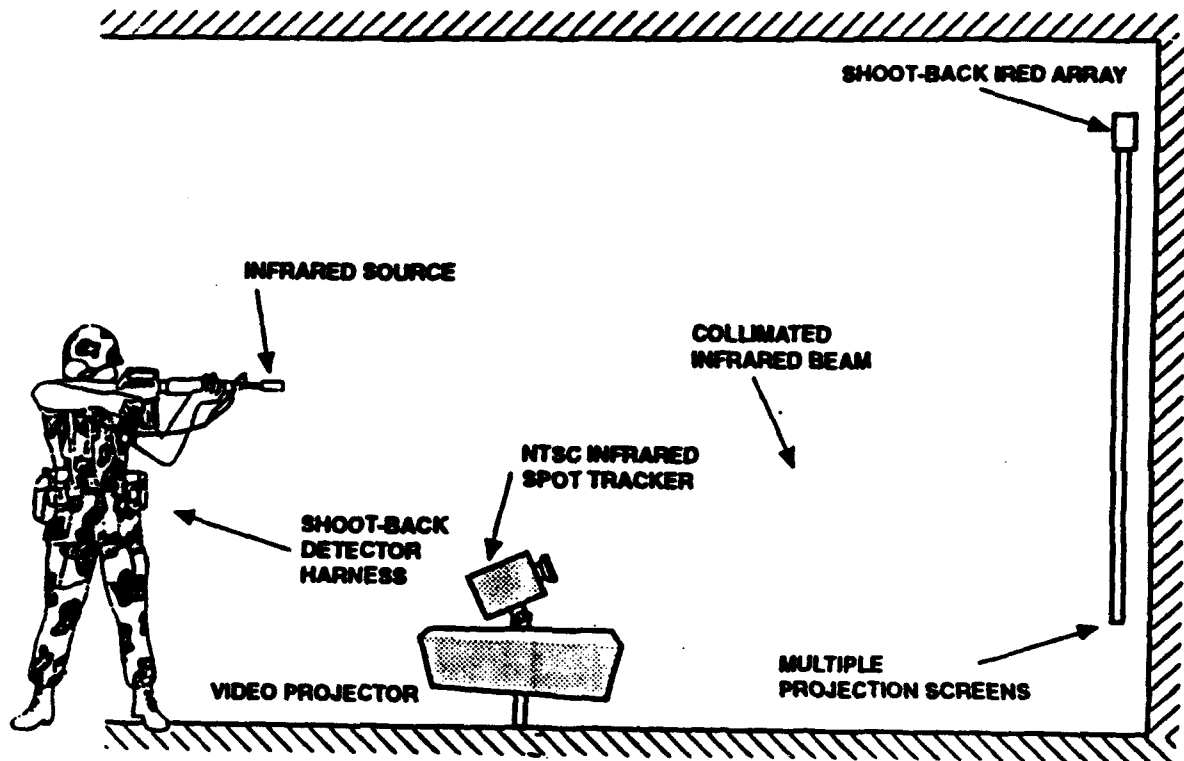 SHOOT-BACK IRED ARRAY
INFRARED SOURCE
COLLIMATED
INFRARED BEAM
NTSC INFRARED
SPOT TRACKER
SHOOT-BACK
DETECTOR
HARNESS
VIDEO PROJECTOR
MULTIPLE
PROJECTION SCREENS